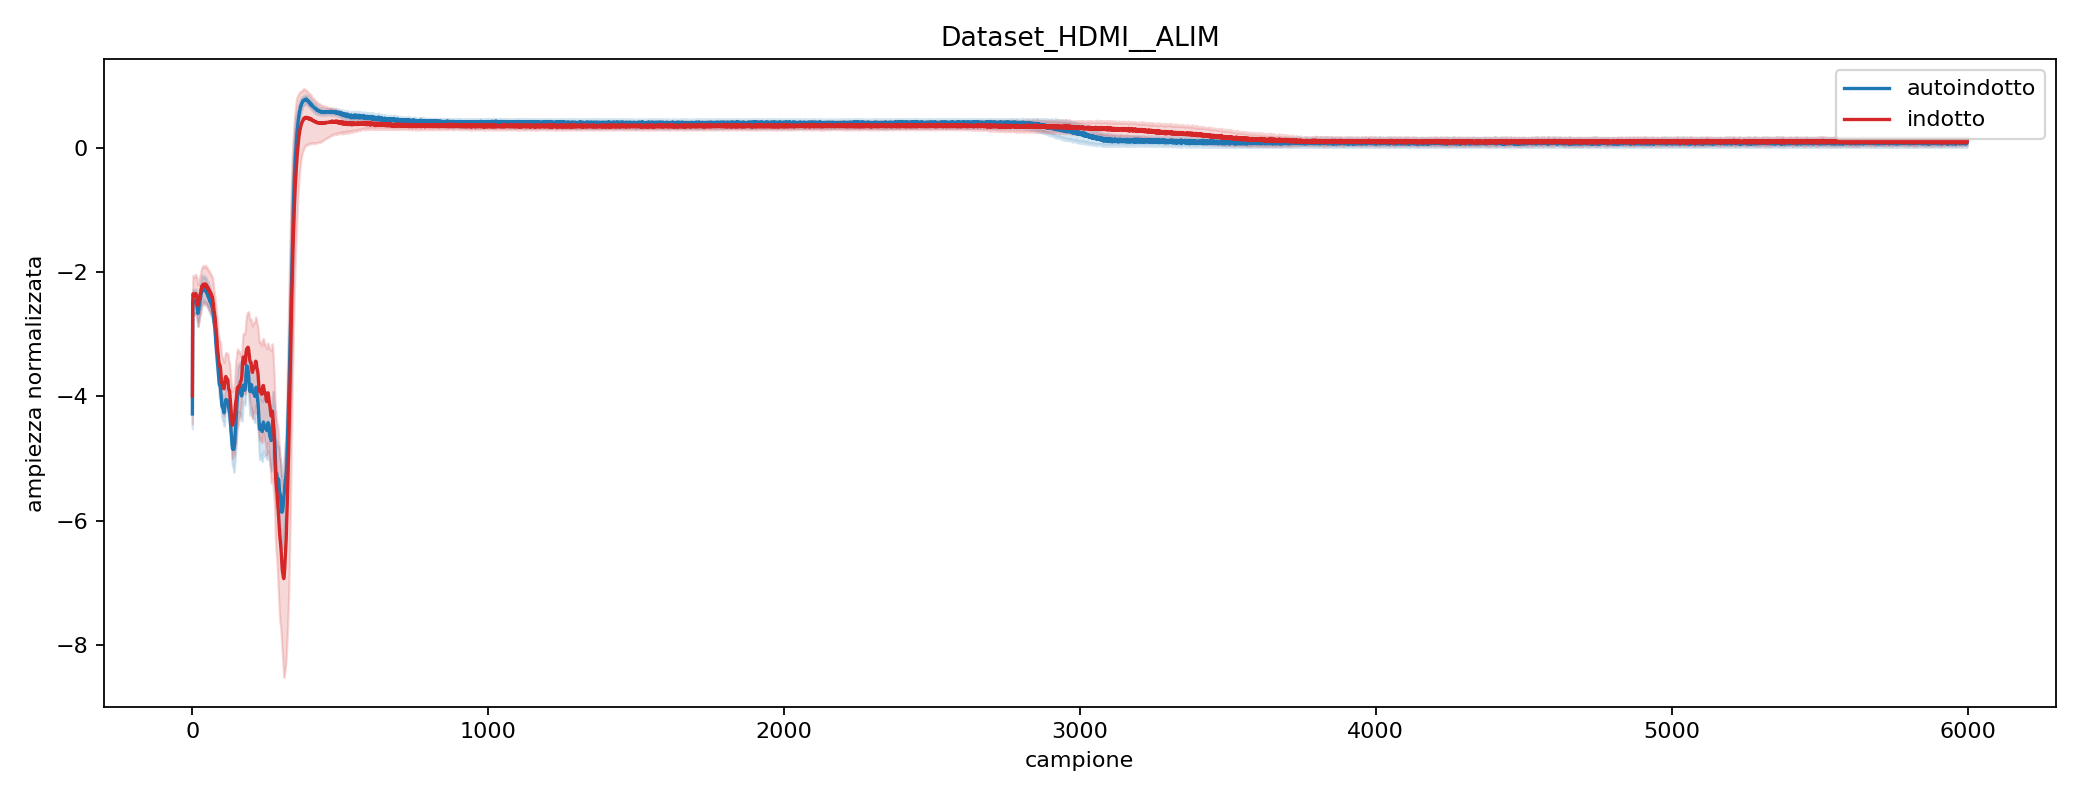 Dataset_HDMI__ALIM
autoindotto
indotto
ampiezza normalizzata
0
−2
−4
−6
−8
0
1000
2000
3000
4000
5000
6000
campione